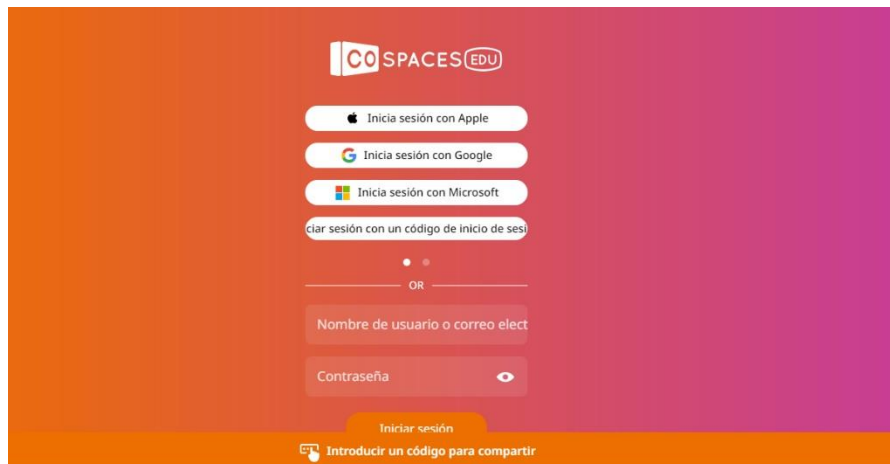 CO SPACES EDU
Inicia sesión con Apple
Inicia sesión con Google
Inicia sesión con Microsoft
ciar sesión con un código de inicio de sesi
OR
Nombre de usuario o correo elect
Contraseña
Iniciar sesión
Introducir un código para compartir